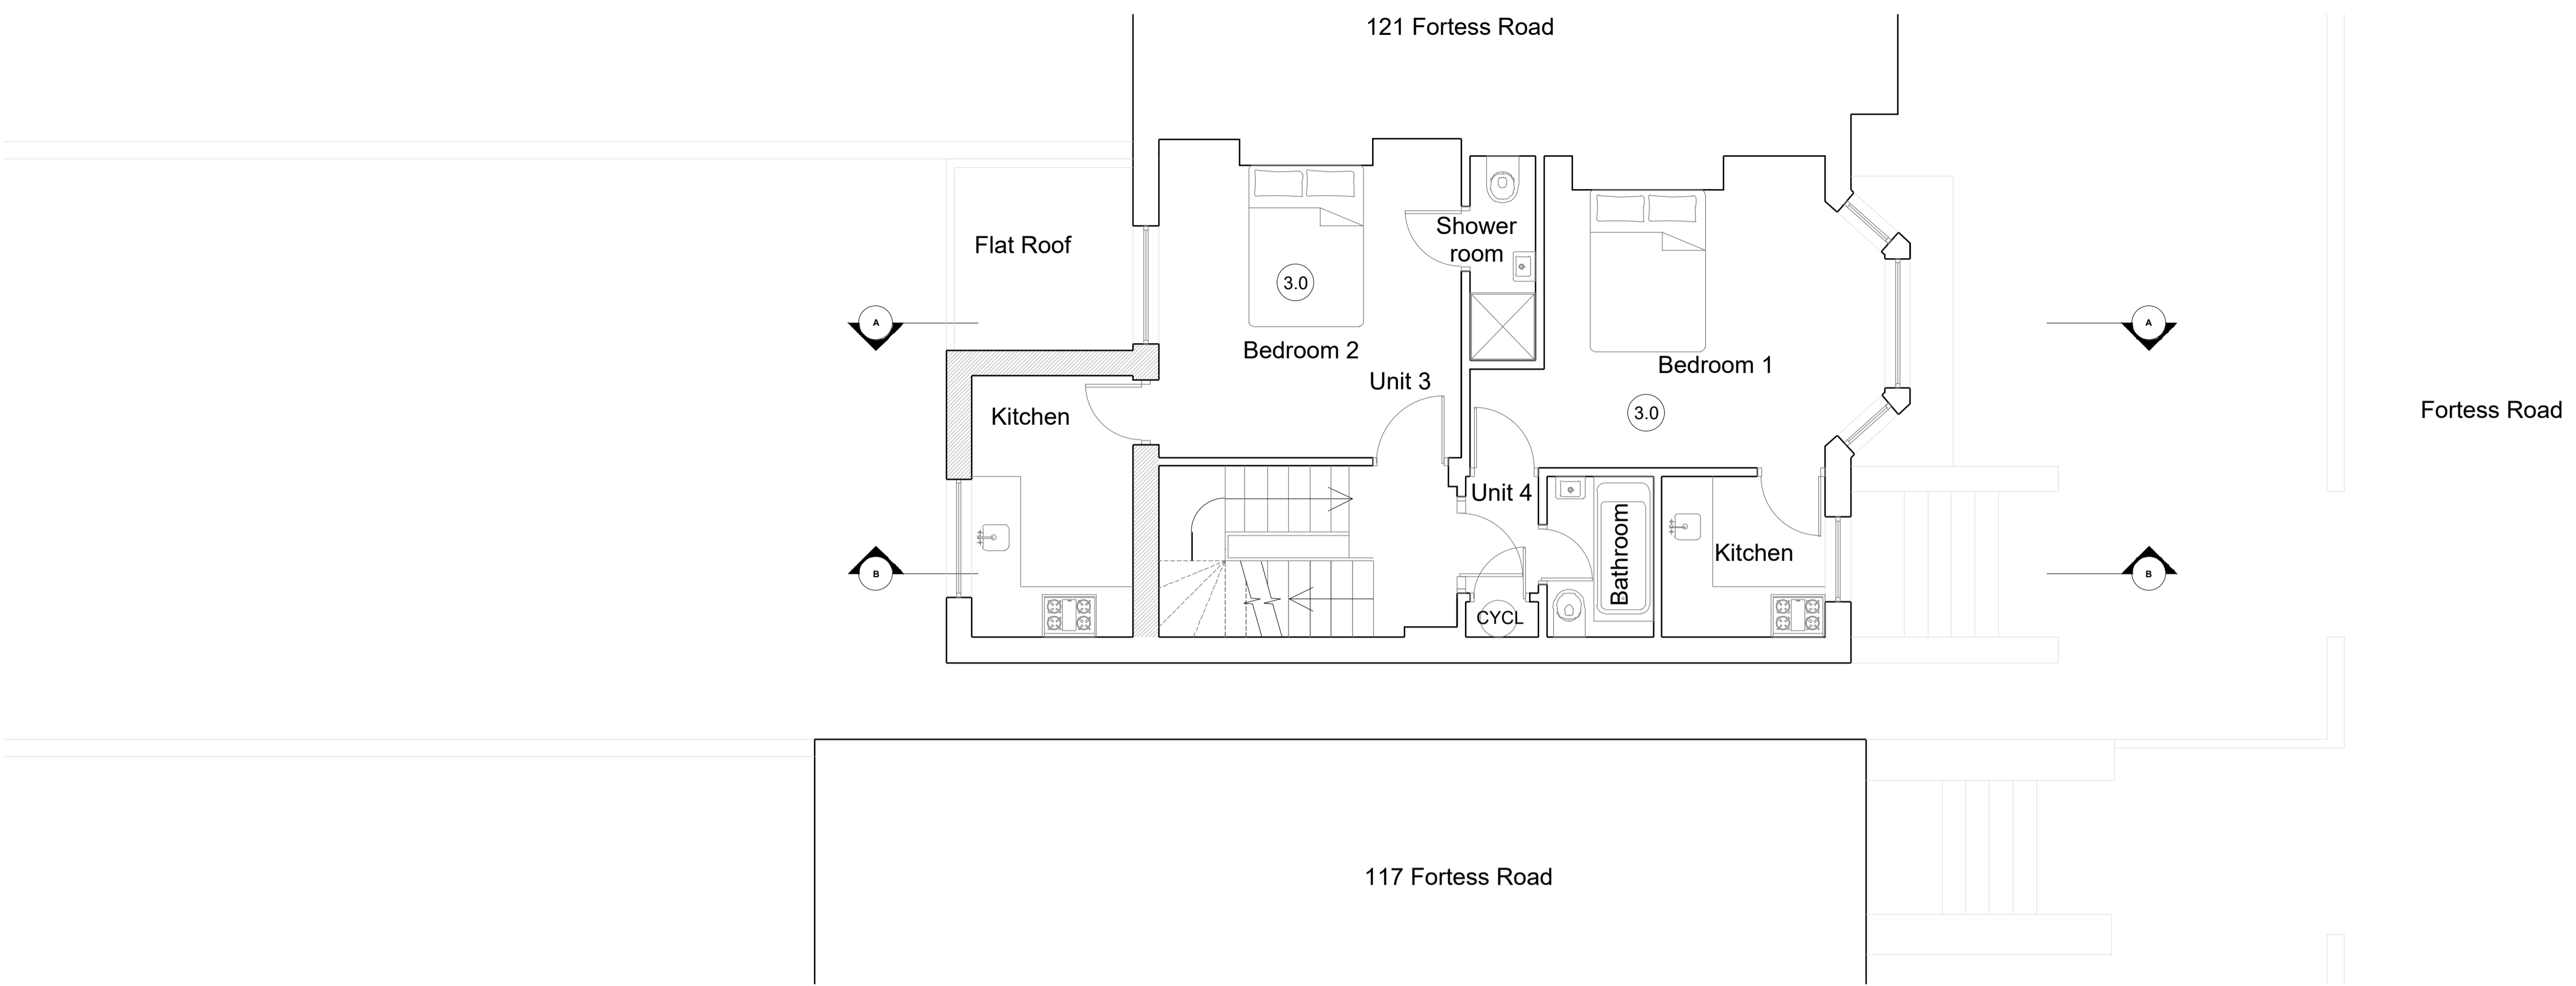 121 Fortess Road
Flat Roof
Shower
room
3.0
A
A
Bedroom 2
Bedroom 1
Unit 3
Kitchen
3.0
Fortess Road
Unit 4
Bathroom
Kitchen
B
B
CYCL
117 Fortess Road